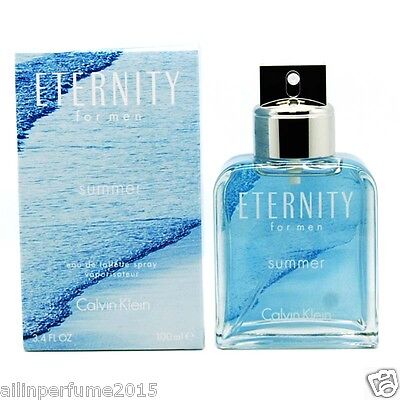 ETERNITY
for men
summer
eau de toilette spray
vaporisateur
Calvin Klein
3.4 FL OZ 100 ml e
ETERNITY
for men
summer
Calvin Klein
allinperfume2015